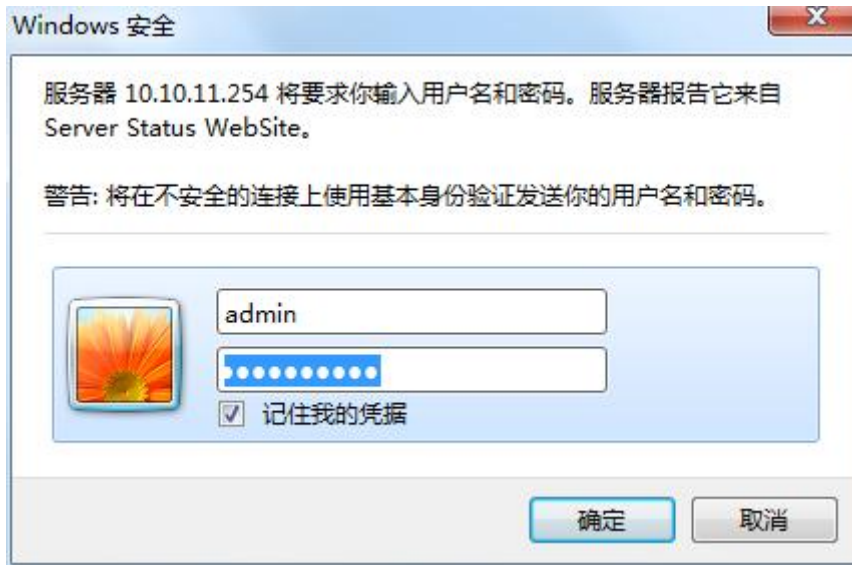 Windows 安全
服务器 10.10.11.254 将要求你输入用户名和密码。服务器报告它来自
Server Status WebSite。
警告: 将在不安全的连接上使用基本身份验证发送你的用户名和密码。
admin
记住我的凭据
确定
取消